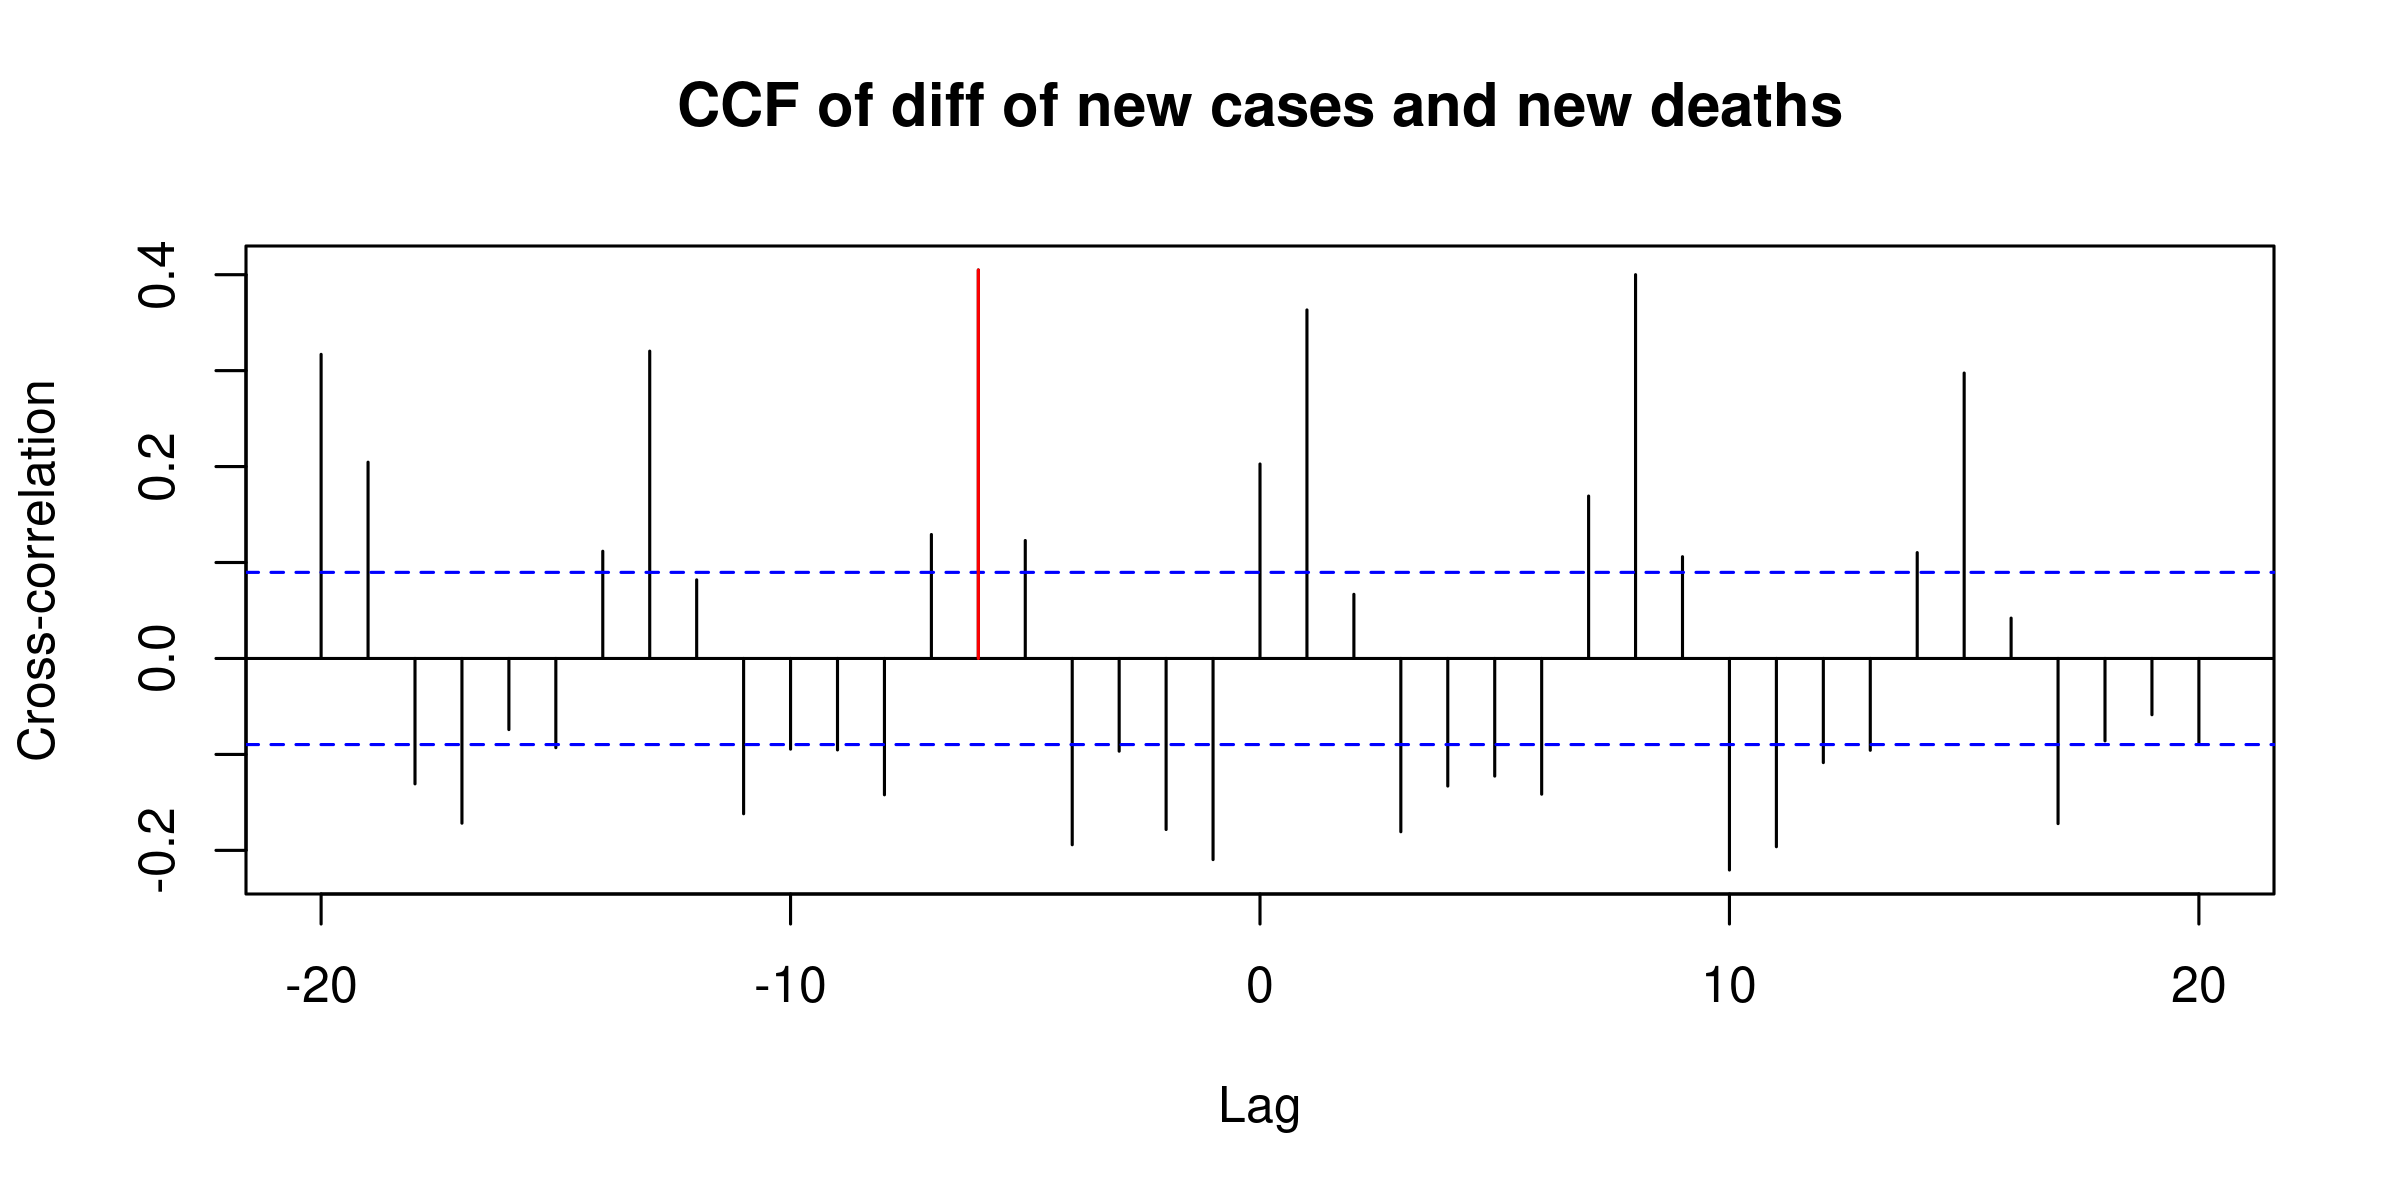 CCF of diff of new cases and new deaths
Cross-correlation
0.4
0.2
0.0
-0.2
-20 -10 0 10 20
Lag